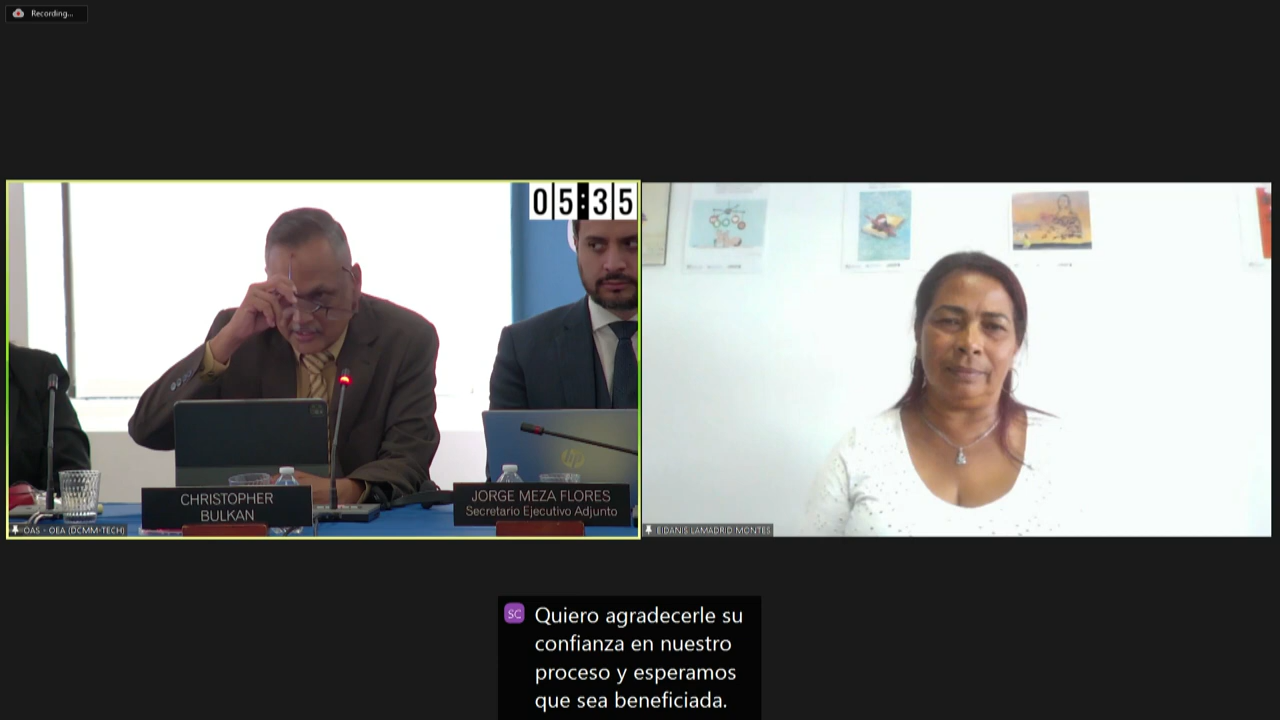 Recording...
05:35
CHRISTOPHER
BULKAN
JORGE MEZA FLORES
Secretario Ejecutivo Adjunto
hp
OAS - OEA (DCMM-TECH)
EIDANIS LAMADRID MONTES
SC
Quiero agradecerle su
confianza en nuestro
proceso y esperamos
que sea beneficiada.